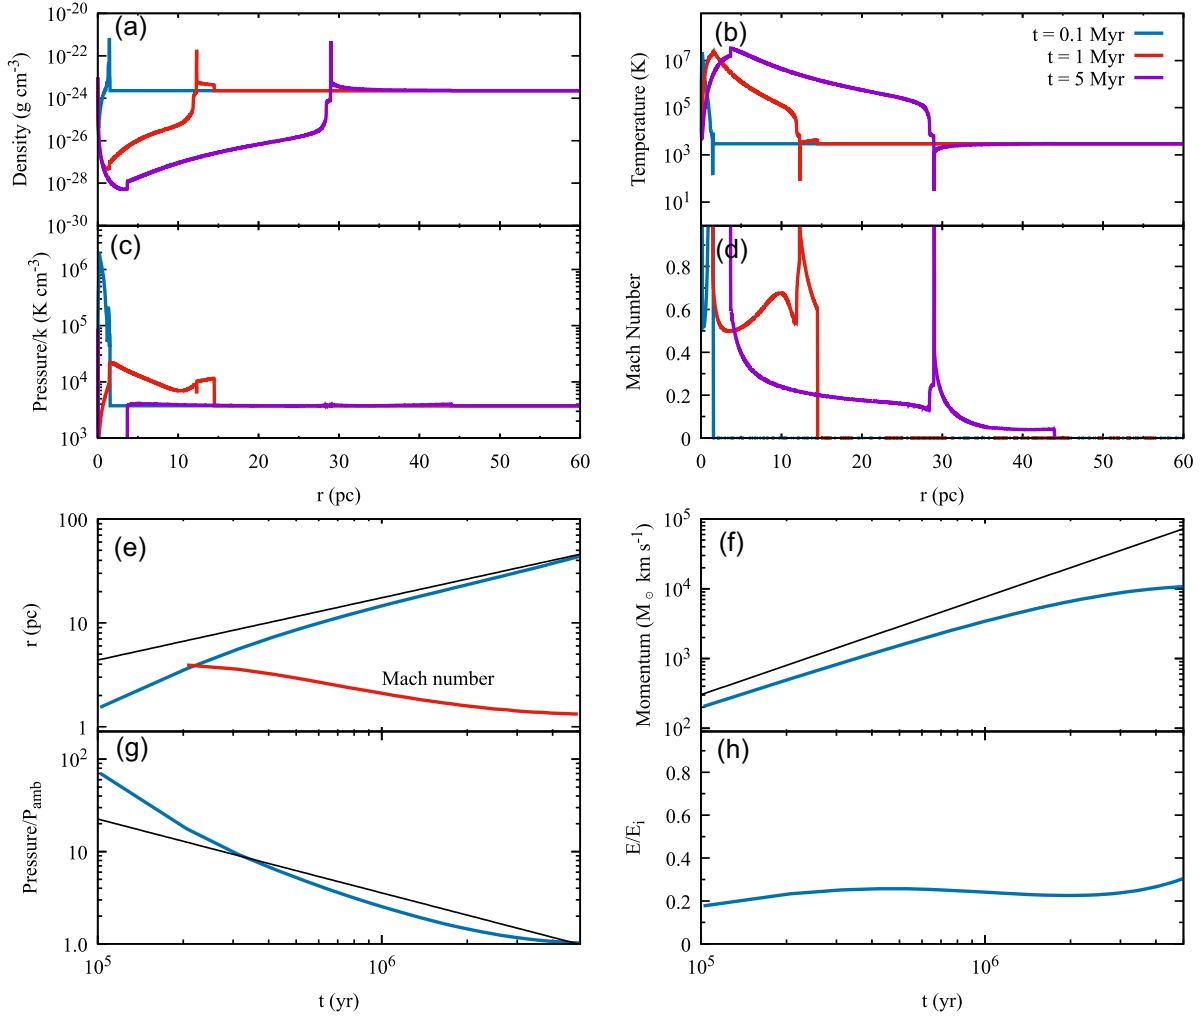 (a)
10^-20
10^-22
10^-24
10^-26
10^-28
10^-30
Density (g cm^-3)
(b)
t = 0.1 Myr
t = 1 Myr
t = 5 Myr
10^7
10^5
10^3
10^1
Temperature (K)
(c)
10^6
10^5
10^4
10^3
Pressure/k (K cm^-3)
0 10 20 30 40 50 60
r (pc)
(d)
0.8
0.6
0.4
0.2
0
Mach Number
0 10 20 30 40 50 60
r (pc)
(e)
100
10
1
r (pc)
Mach number
(f)
10^5
10^4
10^3
10^2
Momentum (M_⊙ km s^-1)
(g)
10^2
10
1.0
Pressure/P_amb
10^5 10^6
t (yr)
(h)
0.8
0.6
0.4
0.2
0
E/E_i
10^5 10^6
t (yr)